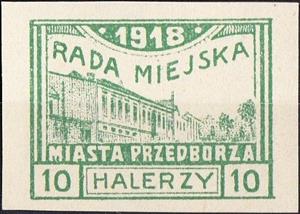 1918
RADA MIEJSKA
MIASTA PRZEDBORZA
10 HALERZY 10